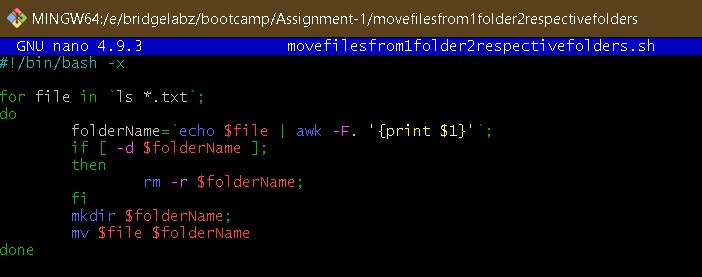 MINGW64:/e/bridgelabz/bootcamp/Assignment-1/movefilesfrom1folder2respectivefolders
GNU nano 4.9.3 movefilesfrom1folder2respectivefolders.sh
#!/bin/bash -x
for file in `ls *.txt`;
do
folderName=`echo $file | awk -F. '{print $1}'`;
if [ -d $folderName ];
then
rm -r $folderName;
fi
mkdir $folderName;
mv $file $folderName
done